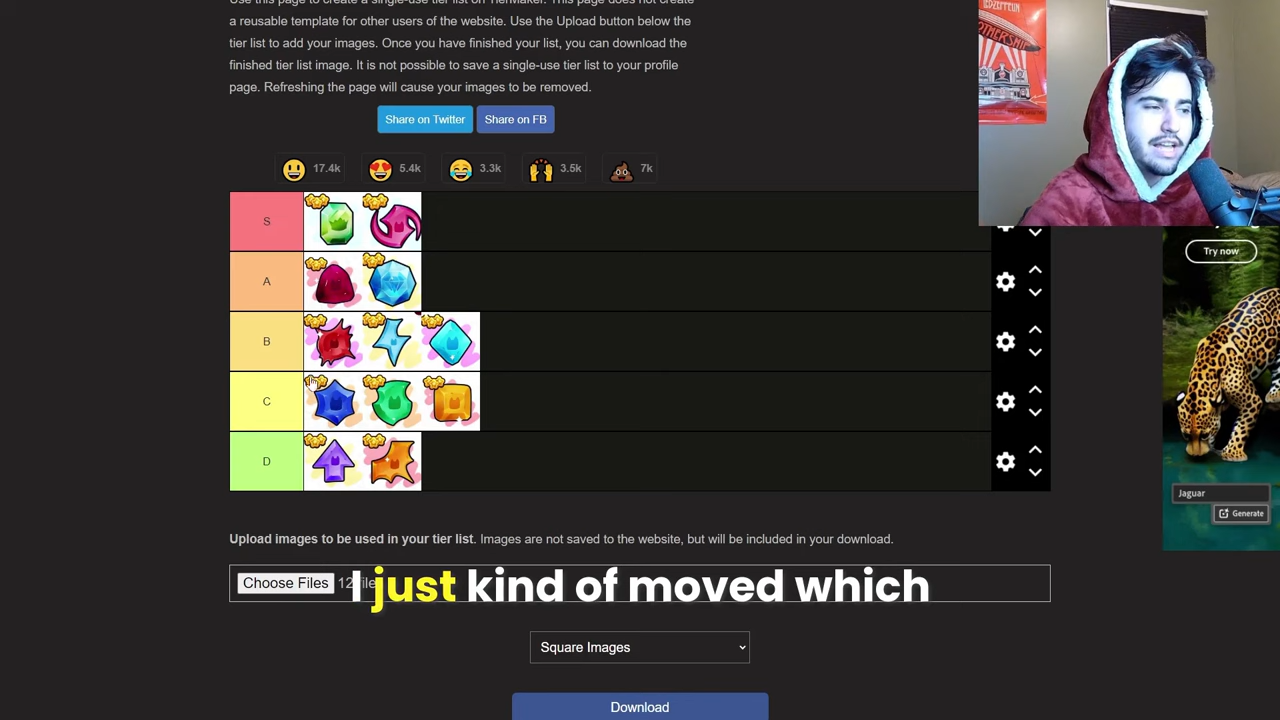 Use this page to create a single-use tier list on TierMaker. This page does not create
a reusable template for other users of the website. Use the Upload button below the
tier list to add your images. Once you have finished your list, you can download the
finished tier list image. It is not possible to save a single-use tier list to your profile
page. Refreshing the page will cause your images to be removed.
Share on Twitter
Share on FB
17.4k
5.4k
3.3k
3.5k
7k
LED ZEPPELIN
MOTHERSHIP
S
A
B
C
D
Try now
Jaguar
Generate
Upload images to be used in your tier list. Images are not saved to the website, but will be included in your download.
Choose Files
I just kind of moved which
Square Images
Download